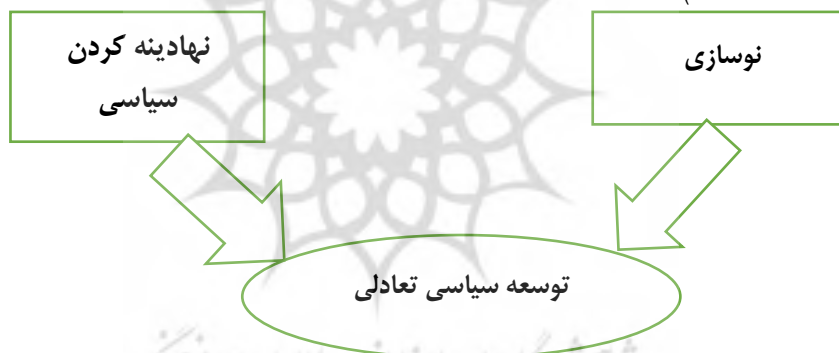 نوسازی
نهادینه کردن
سیاسی
توسعه سیاسی تعادلی